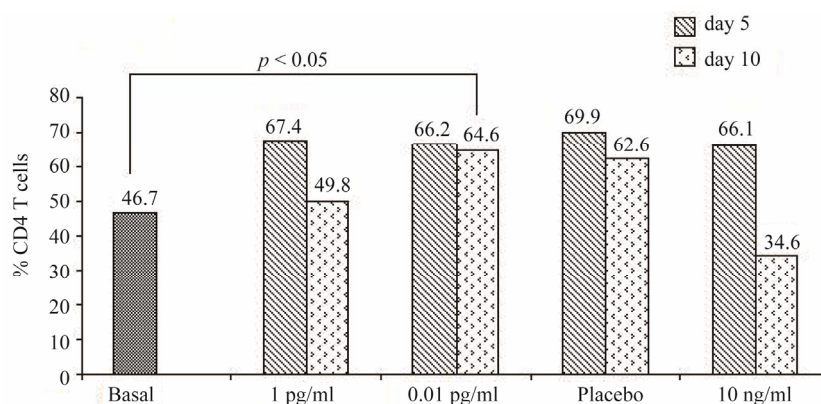 day 5
day 10
p < 0.05
% CD4 T cells
80
70
60
50
40
30
20
10
0
46.7
67.4
49.8
66.2
64.6
69.9
62.6
66.1
34.6
Basal
1 pg/ml
0.01 pg/ml
Placebo
10 ng/ml